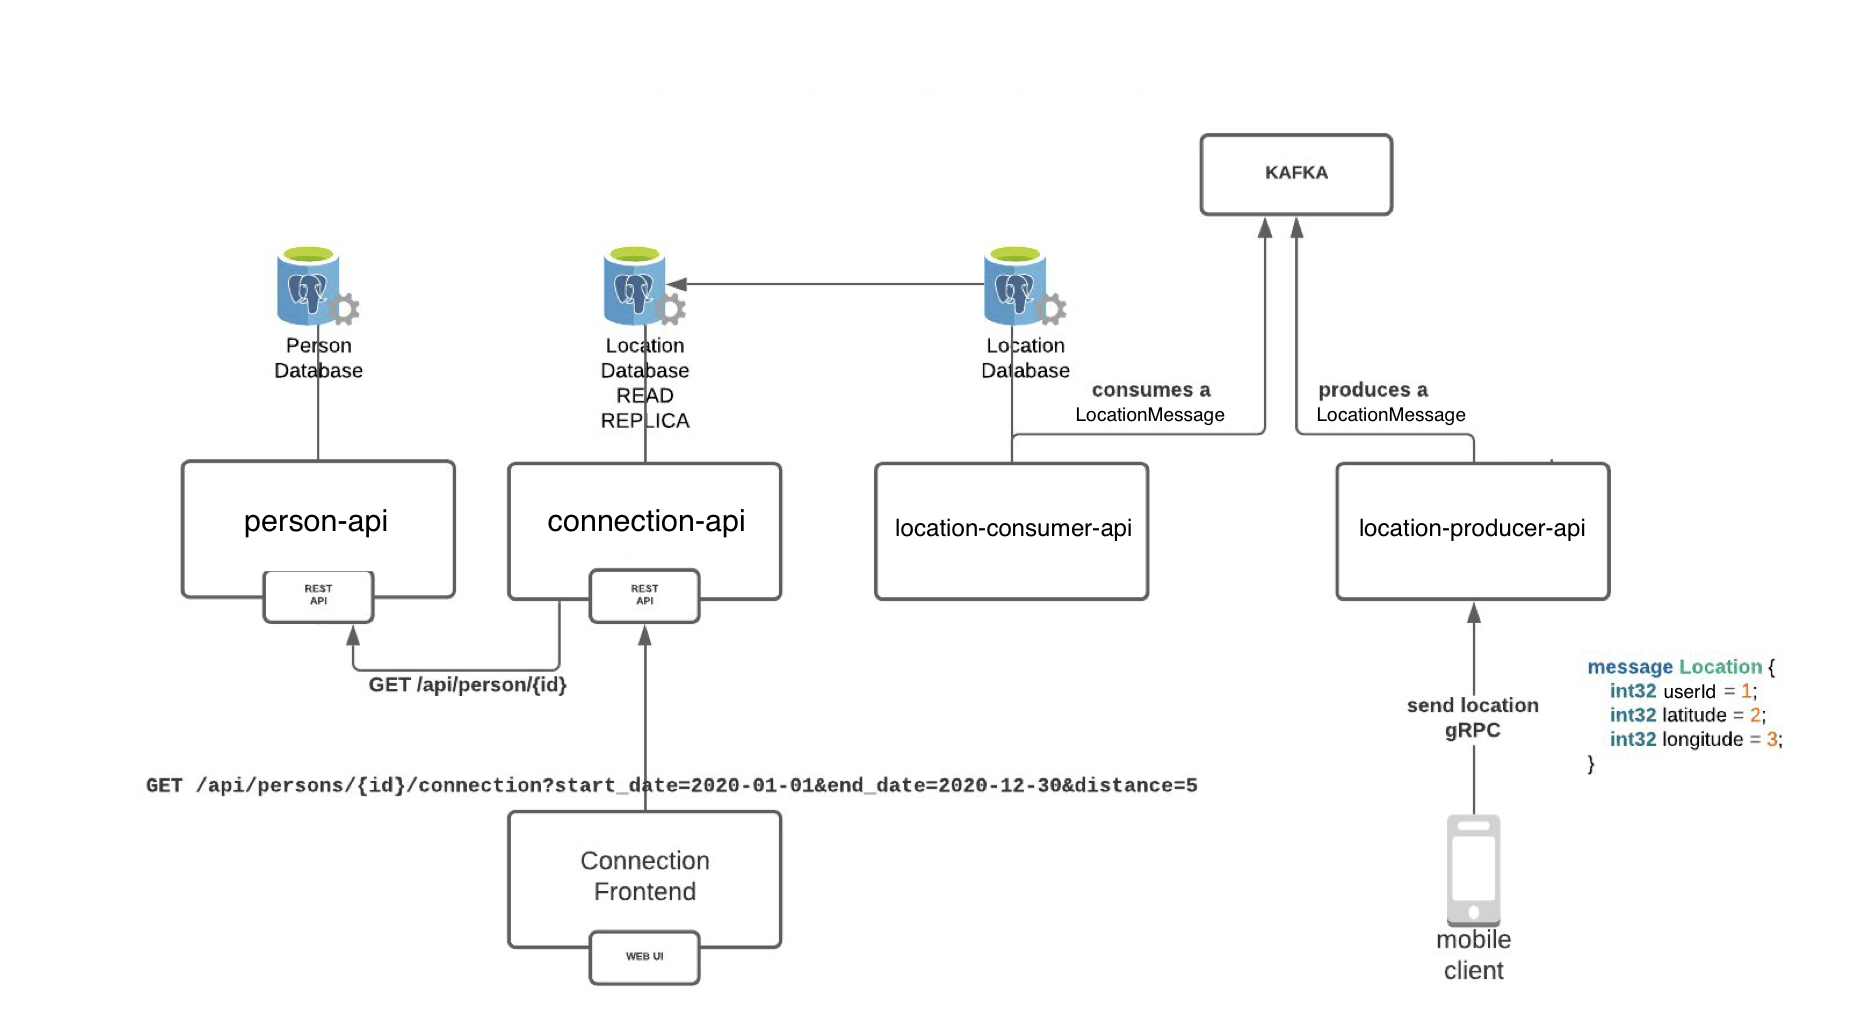 KAFKA
Person
Database
Location
Database
READ
REPLICA
Location
Database
consumes a
LocationMessage
produces a
LocationMessage
person-api
REST
API
connection-api
REST
API
location-consumer-api
location-producer-api
GET /api/person/{id}
send location
gRPC
message Location {
int32 userId = 1;
int32 latitude = 2;
int32 longitude = 3;
}
GET /api/persons/{id}/connection?start_date=2020-01-01&end_date=2020-12-30&distance=5
Connection
Frontend
WEB UI
mobile
client